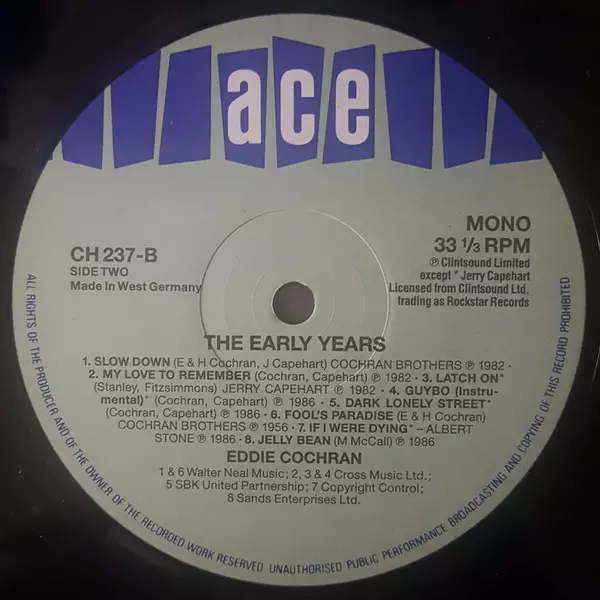 ace
CH 237-B
SIDE TWO
Made In West Germany
MONO
33 1/3 RPM
℗ Clintsound Limited
except * Jerry Capehart
Licensed from Clintsound Ltd.
trading as Rockstar Records
THE EARLY YEARS
1. SLOW DOWN (E & H Cochran, J Capehart) COCHRAN BROTHERS ℗ 1982 ·
2. MY LOVE TO REMEMBER (Cochran, Capehart) ℗ 1982 · 3. LATCH ON*
(Stanley, Fitzsimmons) JERRY CAPEHART ℗ 1982 · 4. GUYBO (Instru-
mental)* (Cochran, Capehart) ℗ 1986 · 5. DARK LONELY STREET*
(Cochran, Capehart) ℗ 1986 · 6. FOOL'S PARADISE (E & H Cochran)
COCHRAN BROTHERS ℗ 1956 · 7. IF I WERE DYING* – ALBERT
STONE ℗ 1986 · 8. JELLY BEAN (M McCall) ℗ 1986
EDDIE COCHRAN
1 & 6 Walter Neal Music; 2, 3 & 4 Cross Music Ltd.;
5 SBK United Partnership; 7 Copyright Control;
8 Sands Enterprises Ltd.
ALL RIGHTS OF THE PRODUCER AND OF THE OWNER OF THE RECORDED WORK RESERVED UNAUTHORISED PUBLIC PERFORMANCE BROADCASTING AND COPYING OF THIS RECORD PROHIBITED